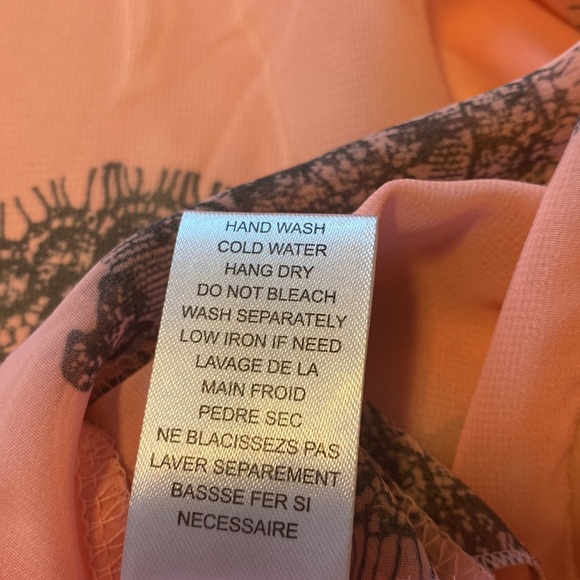 HAND WASH
COLD WATER
HANG DRY
DO NOT BLEACH
WASH SEPARATELY
LOW IRON IF NEED
LAVAGE DE LA
MAIN FROID
PEDRE SEC
NE BLACISSEZS PAS
LAVER SEPAREMENT
BASSSE FER SI
NECESSAIRE